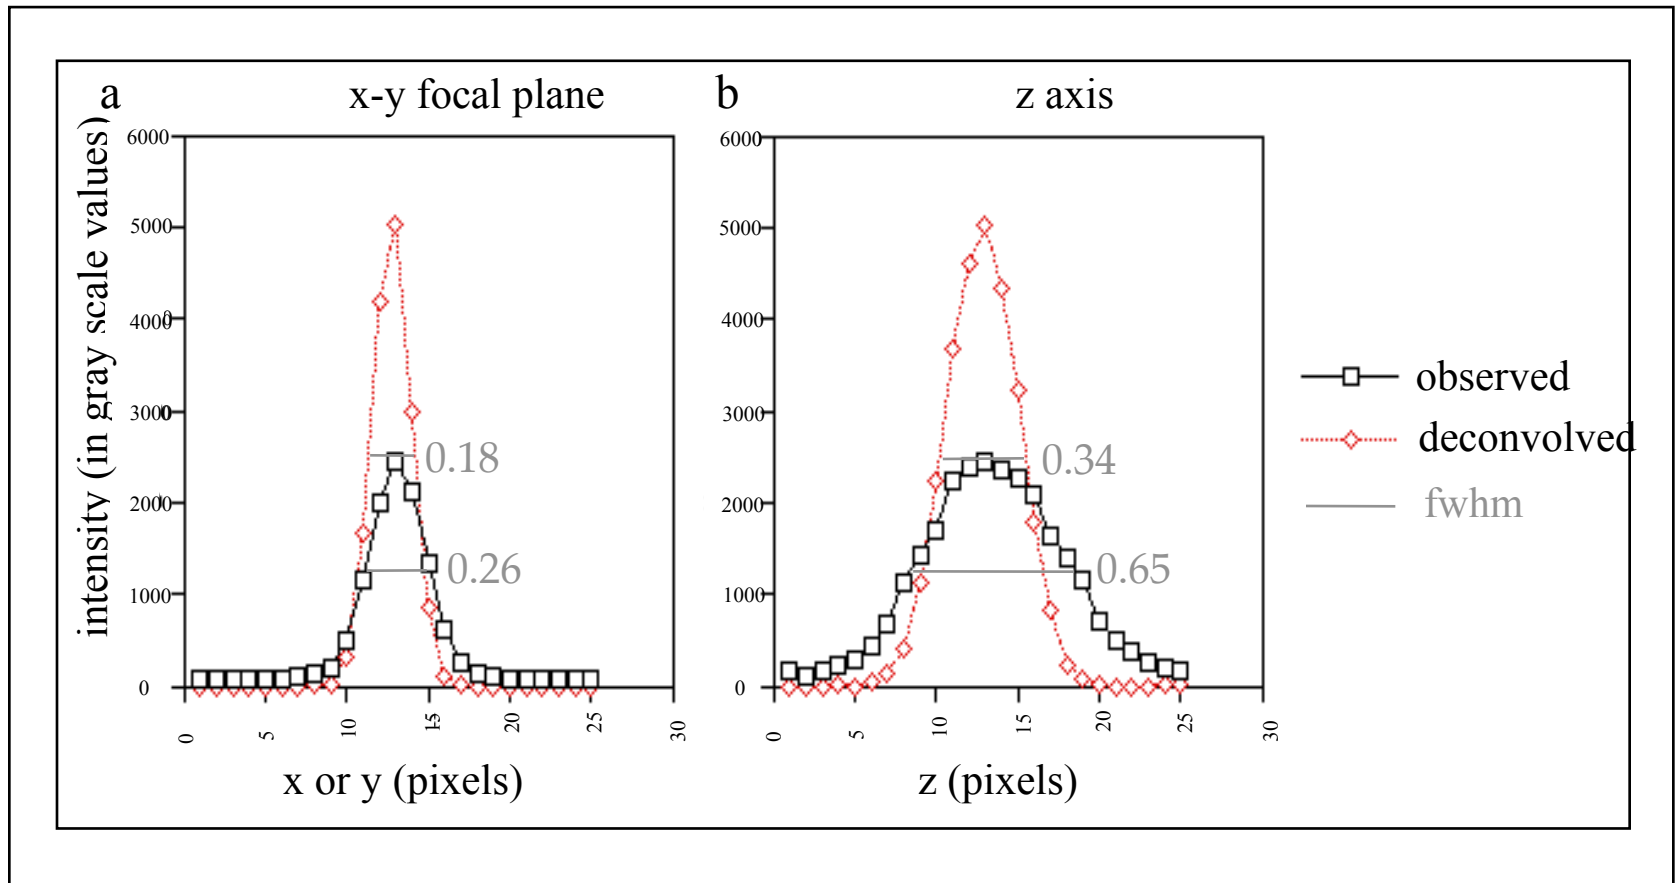 a x-y focal plane
intensity (in gray scale values)
6000
5000
4000
3000
2000
1000
0
0.18
0.26
0 5 10 15 20 25 30
x or y (pixels)
b z axis
6000
5000
4000
3000
2000
1000
0
0.34
0.65
0 5 10 15 20 25 30
z (pixels)
observed
deconvolved
fwhm